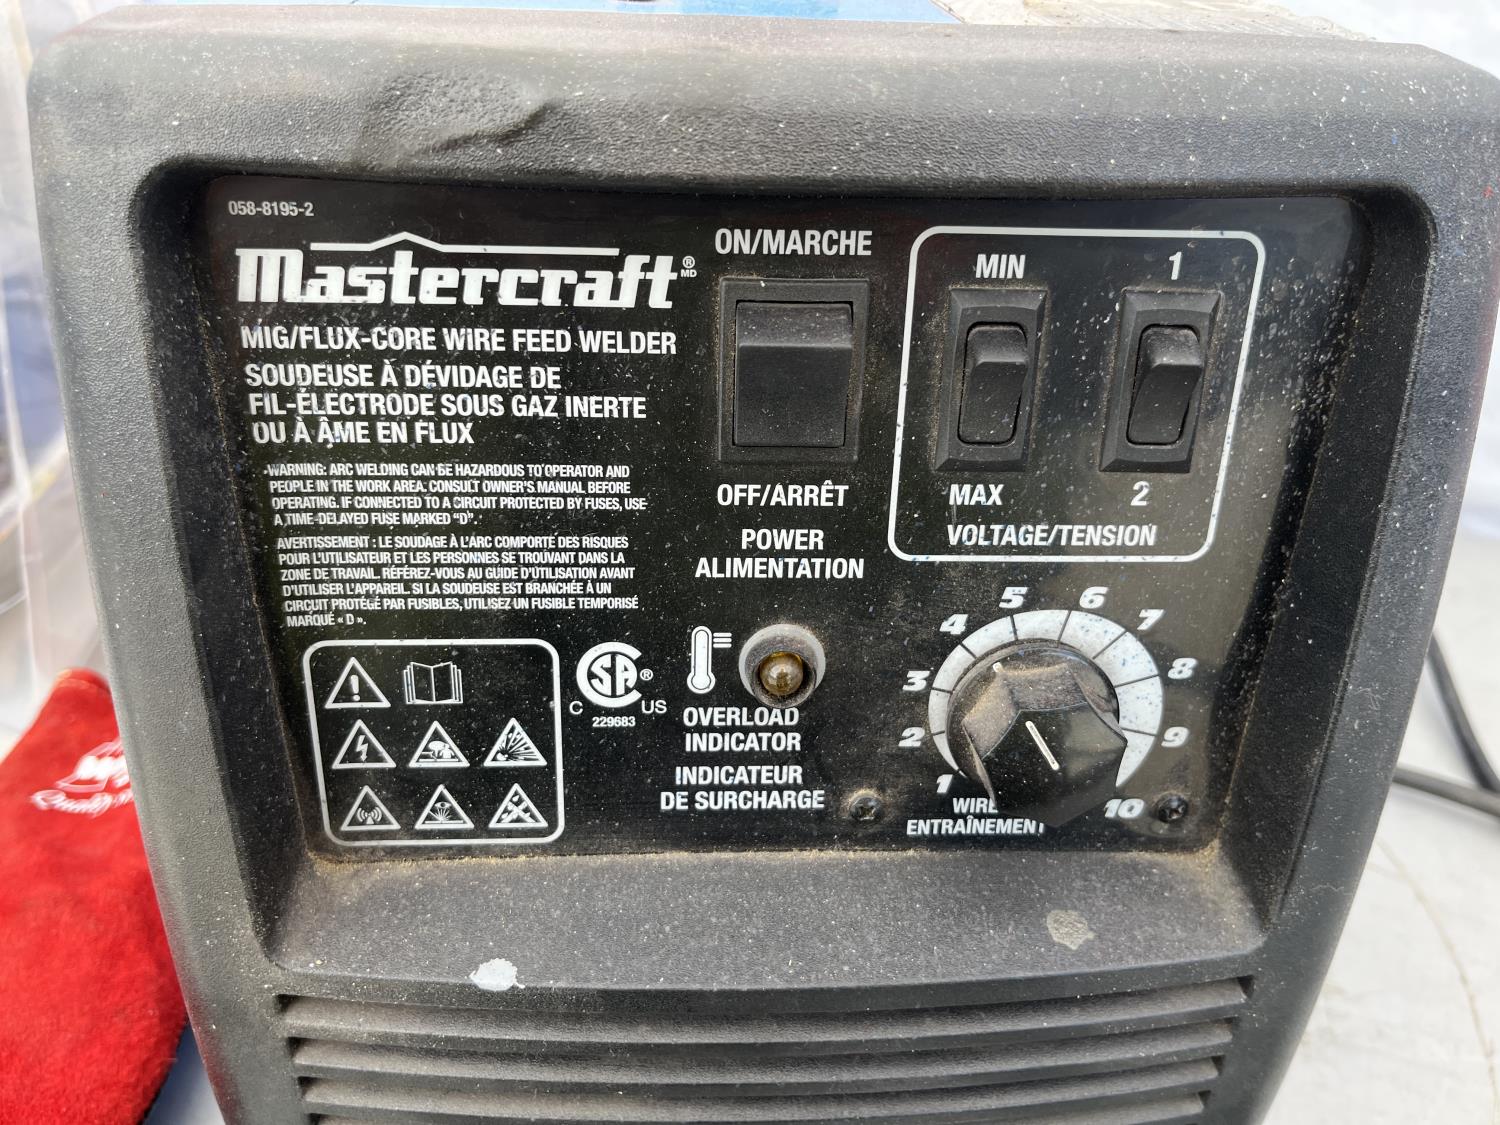 058-8195-2
Mastercraft® MD
MIG/FLUX-CORE WIRE FEED WELDER
SOUDEUSE À DÉVIDAGE DE
FIL-ÉLECTRODE SOUS GAZ INERTE
OU À ÂME EN FLUX
WARNING: ARC WELDING CAN BE HAZARDOUS TO OPERATOR AND
PEOPLE IN THE WORK AREA. CONSULT OWNER'S MANUAL BEFORE
OPERATING. IF CONNECTED TO A CIRCUIT PROTECTED BY FUSES, USE
A TIME-DELAYED FUSE MARKED "D".
AVERTISSEMENT : LE SOUDAGE À L'ARC COMPORTE DES RISQUES
POUR L'UTILISATEUR ET LES PERSONNES SE TROUVANT DANS LA
ZONE DE TRAVAIL. RÉFÉREZ-VOUS AU GUIDE D'UTILISATION AVANT
D'UTILISER L'APPAREIL. SI LA SOUDEUSE EST BRANCHÉE À UN
CIRCUIT PROTÉGÉ PAR FUSIBLES, UTILISEZ UN FUSIBLE TEMPORISÉ
MARQUÉ « D ».
C SA ® US
229683
ON/MARCHE
OFF/ARRÊT
POWER
ALIMENTATION
MIN
1
MAX
2
VOLTAGE/TENSION
OVERLOAD
INDICATOR
INDICATEUR
DE SURCHARGE
1
2
3
4
5
6
7
8
9
10
WIRE
ENTRAÎNEMENT